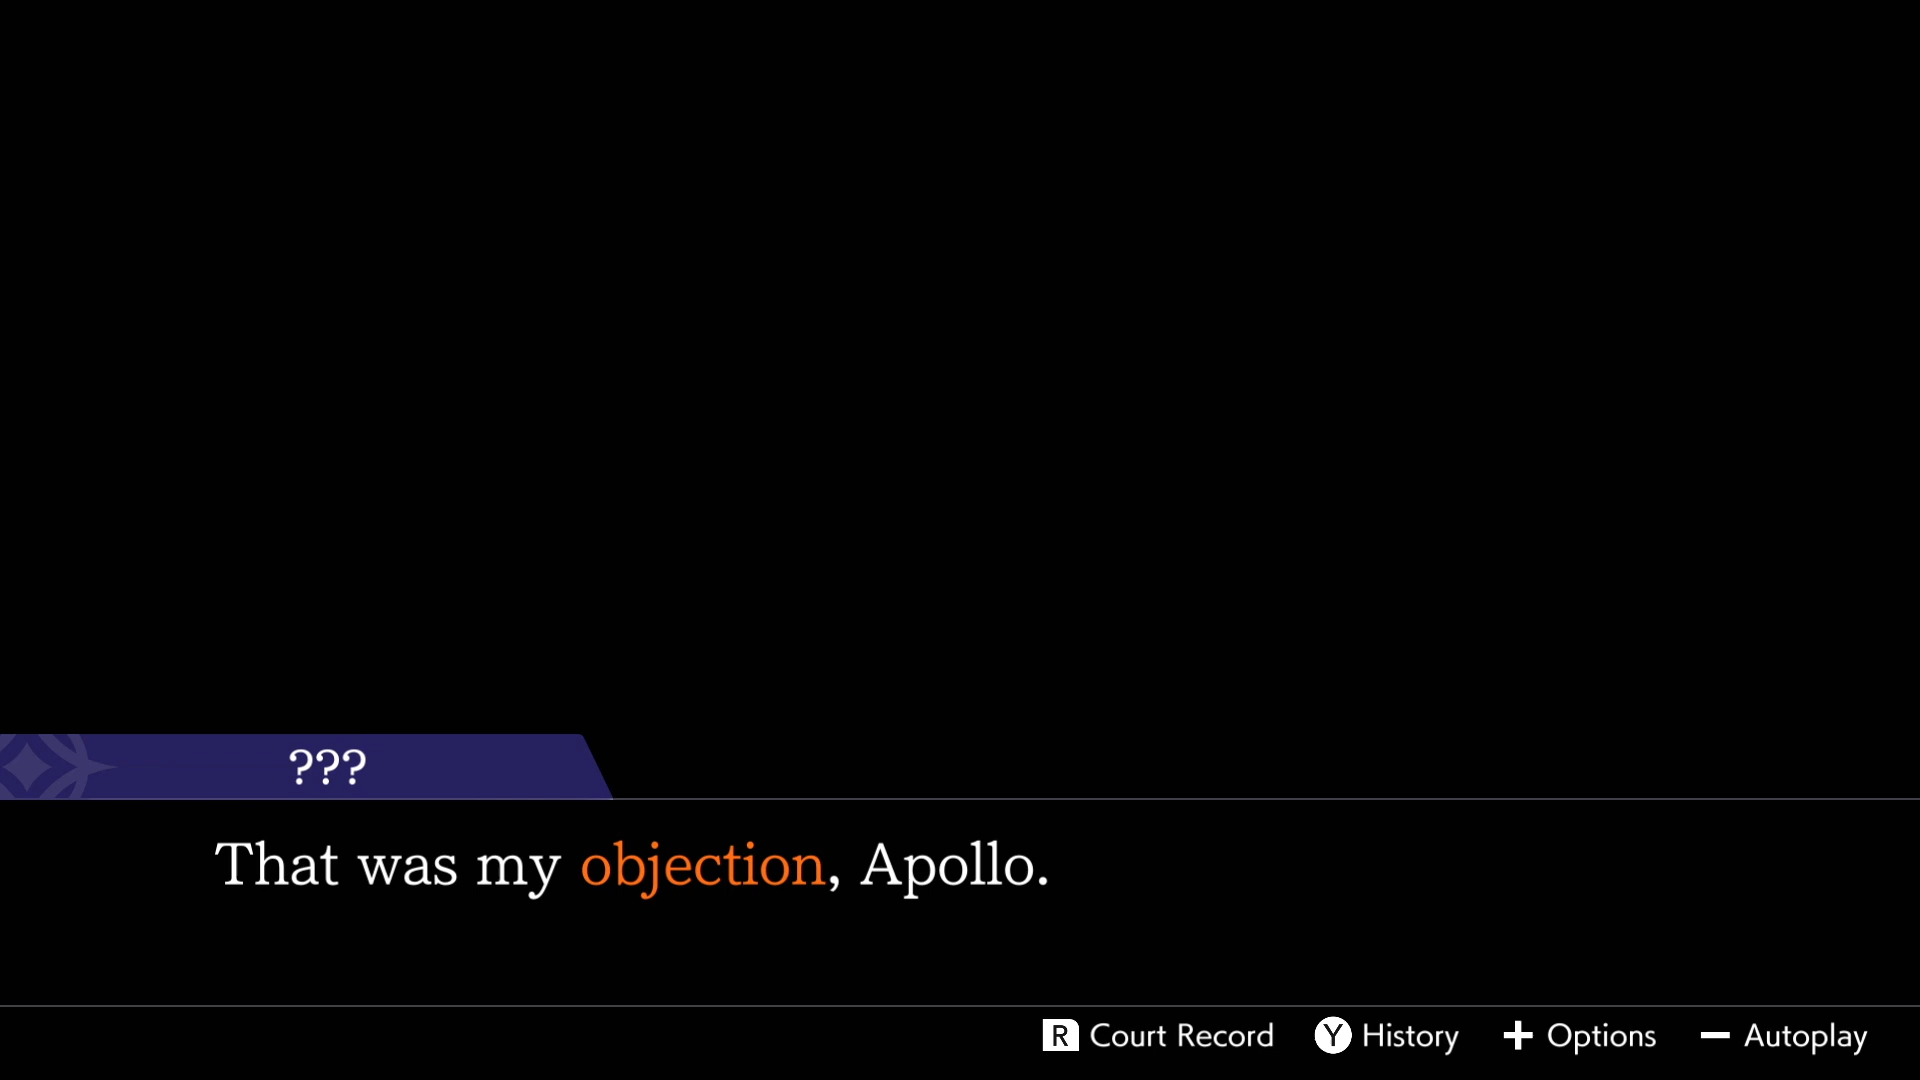 ???
That was my objection, Apollo.
R Court Record Y History + Options - Autoplay